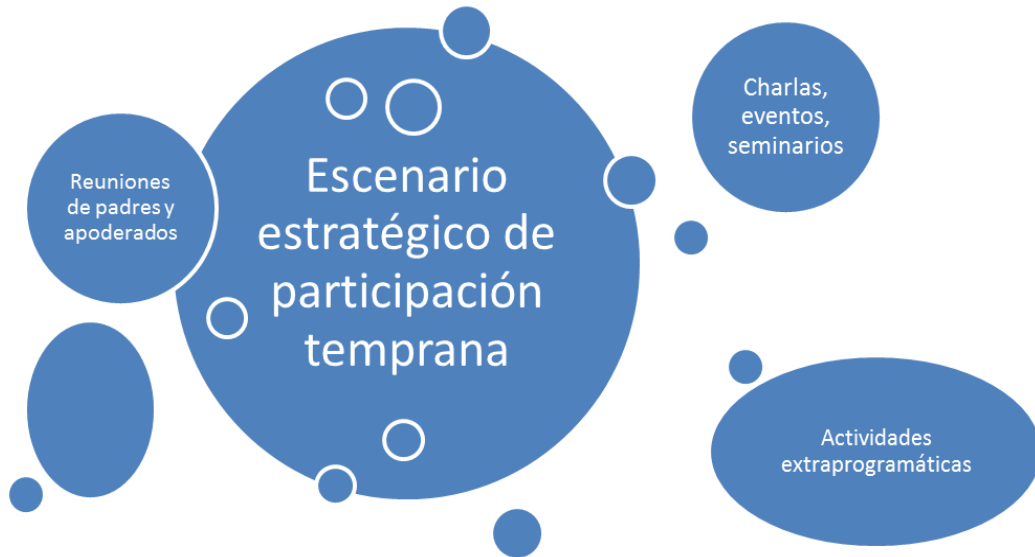 Escenario
estratégico de
participación
temprana
Reuniones
de padres y
apoderados
Charlas,
eventos,
seminarios
Actividades
extraprogramáticas